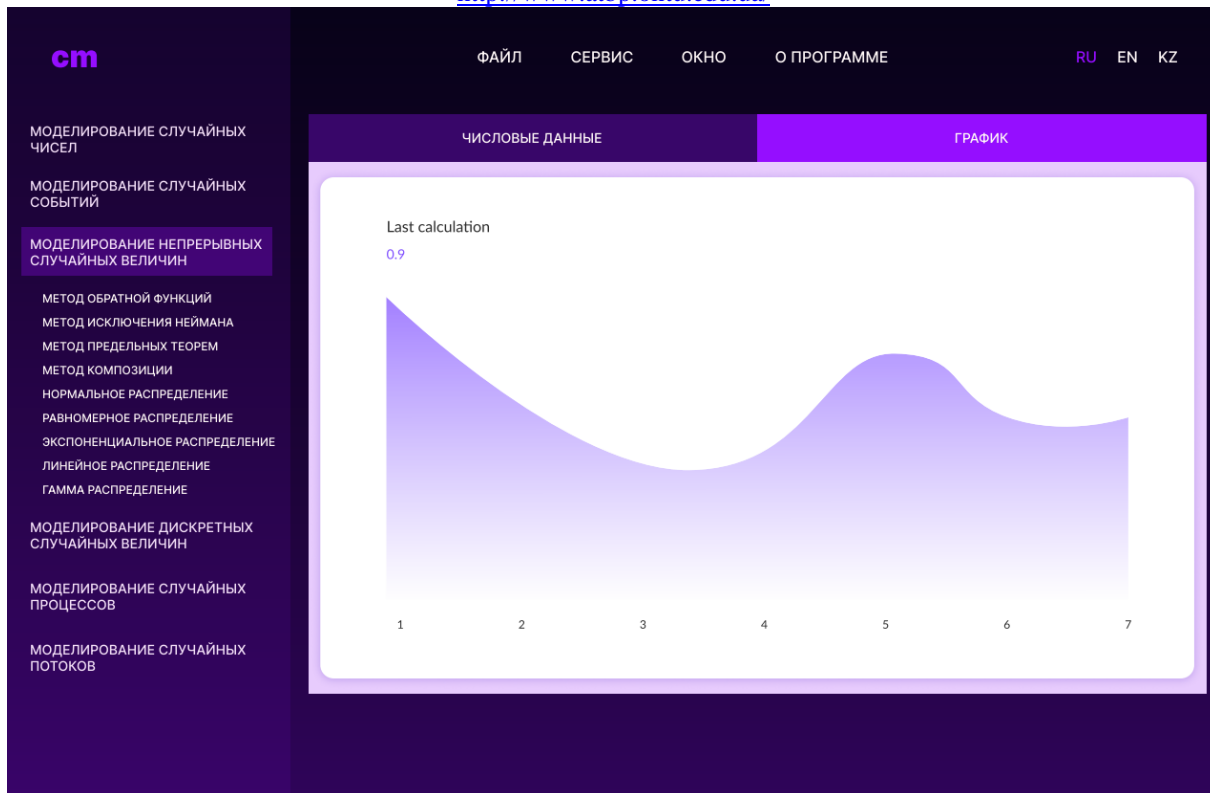 cm
ФАЙЛ СЕРВИС ОКНО О ПРОГРАММЕ
RU EN KZ
МОДЕЛИРОВАНИЕ СЛУЧАЙНЫХ
ЧИСЕЛ
МОДЕЛИРОВАНИЕ СЛУЧАЙНЫХ
СОБЫТИЙ
МОДЕЛИРОВАНИЕ НЕПРЕРЫВНЫХ
СЛУЧАЙНЫХ ВЕЛИЧИН
МЕТОД ОБРАТНОЙ ФУНКЦИЙ
МЕТОД ИСКЛЮЧЕНИЯ НЕЙМАНА
МЕТОД ПРЕДЕЛЬНЫХ ТЕОРЕМ
МЕТОД КОМПОЗИЦИИ
НОРМАЛЬНОЕ РАСПРЕДЕЛЕНИЕ
РАВНОМЕРНОЕ РАСПРЕДЕЛЕНИЕ
ЭКСПОНЕНЦИАЛЬНОЕ РАСПРЕДЕЛЕНИЕ
ЛИНЕЙНОЕ РАСПРЕДЕЛЕНИЕ
ГАММА РАСПРЕДЕЛЕНИЕ
МОДЕЛИРОВАНИЕ ДИСКРЕТНЫХ
СЛУЧАЙНЫХ ВЕЛИЧИН
МОДЕЛИРОВАНИЕ СЛУЧАЙНЫХ
ПРОЦЕССОВ
МОДЕЛИРОВАНИЕ СЛУЧАЙНЫХ
ПОТОКОВ
ЧИСЛОВЫЕ ДАННЫЕ ГРАФИК
Last calculation
0.9
1 2 3 4 5 6 7